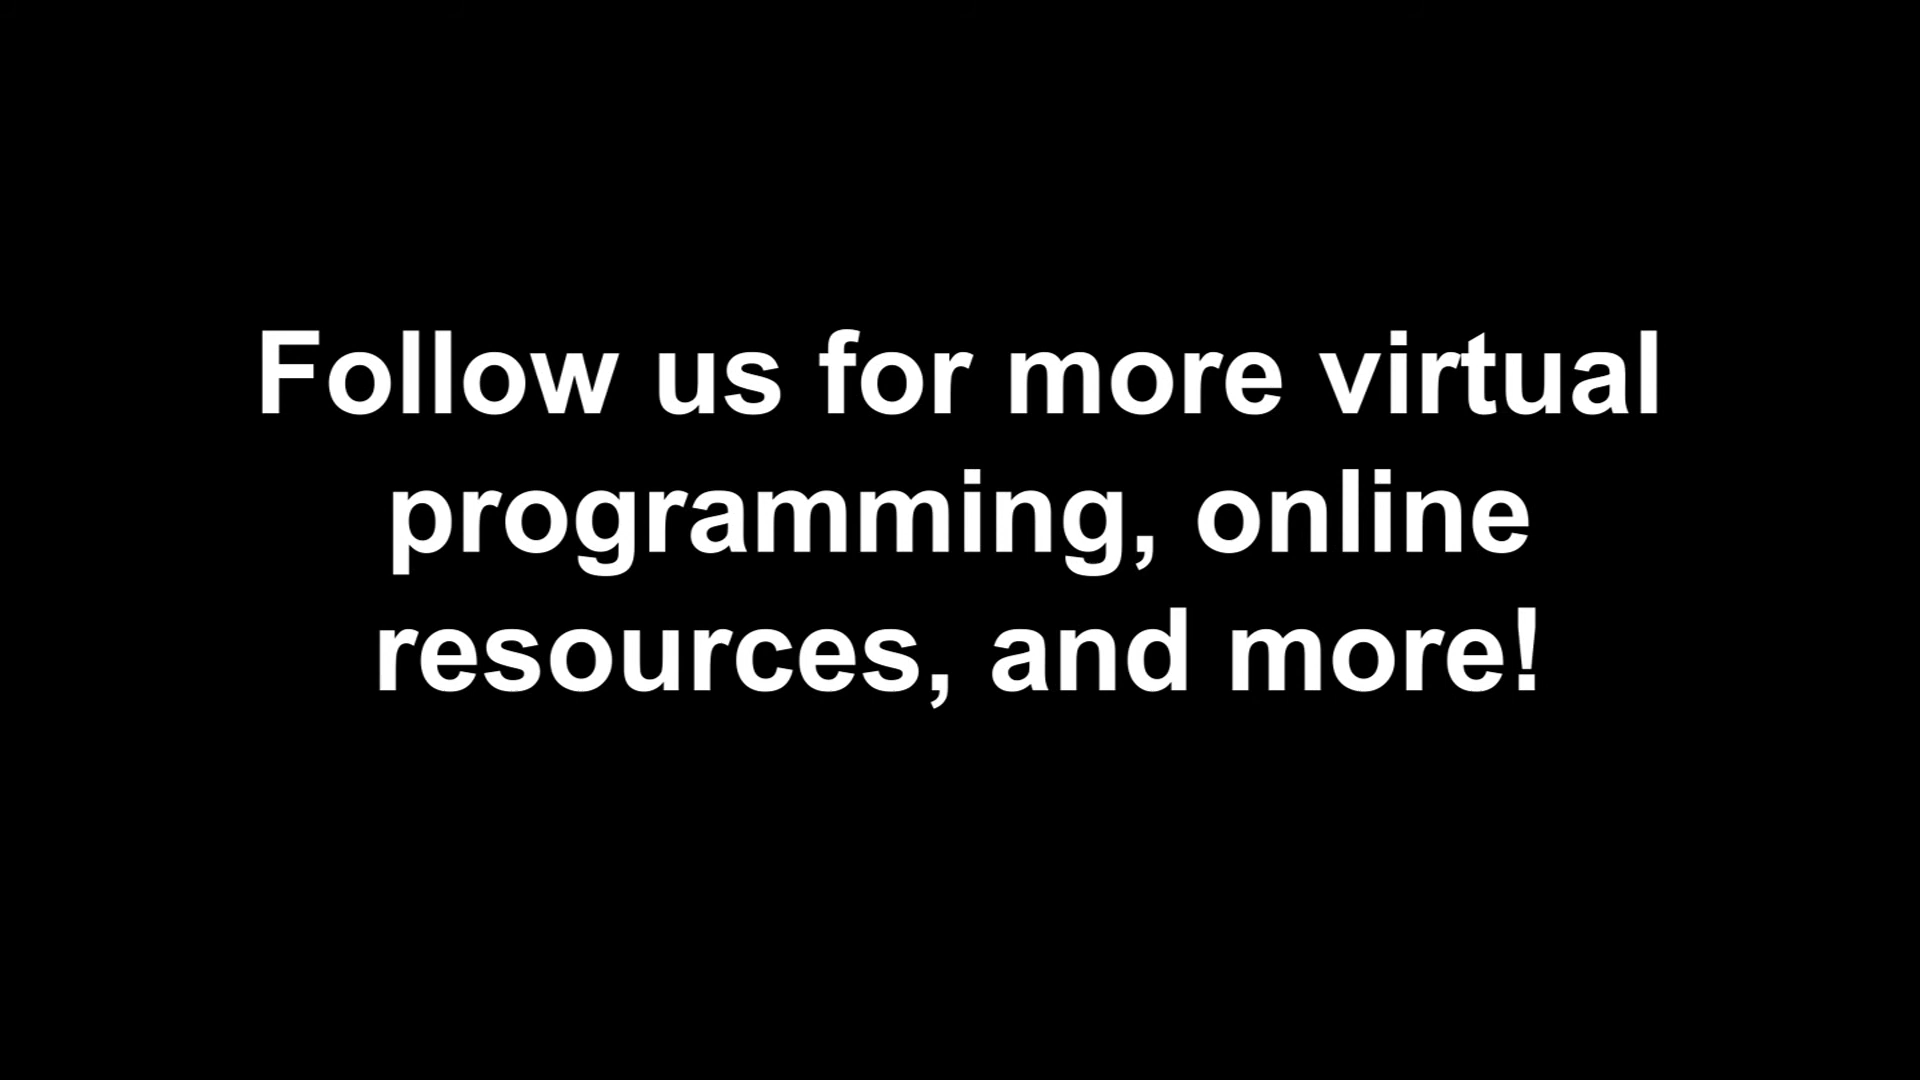 Follow us for more virtual
programming, online
resources, and more!